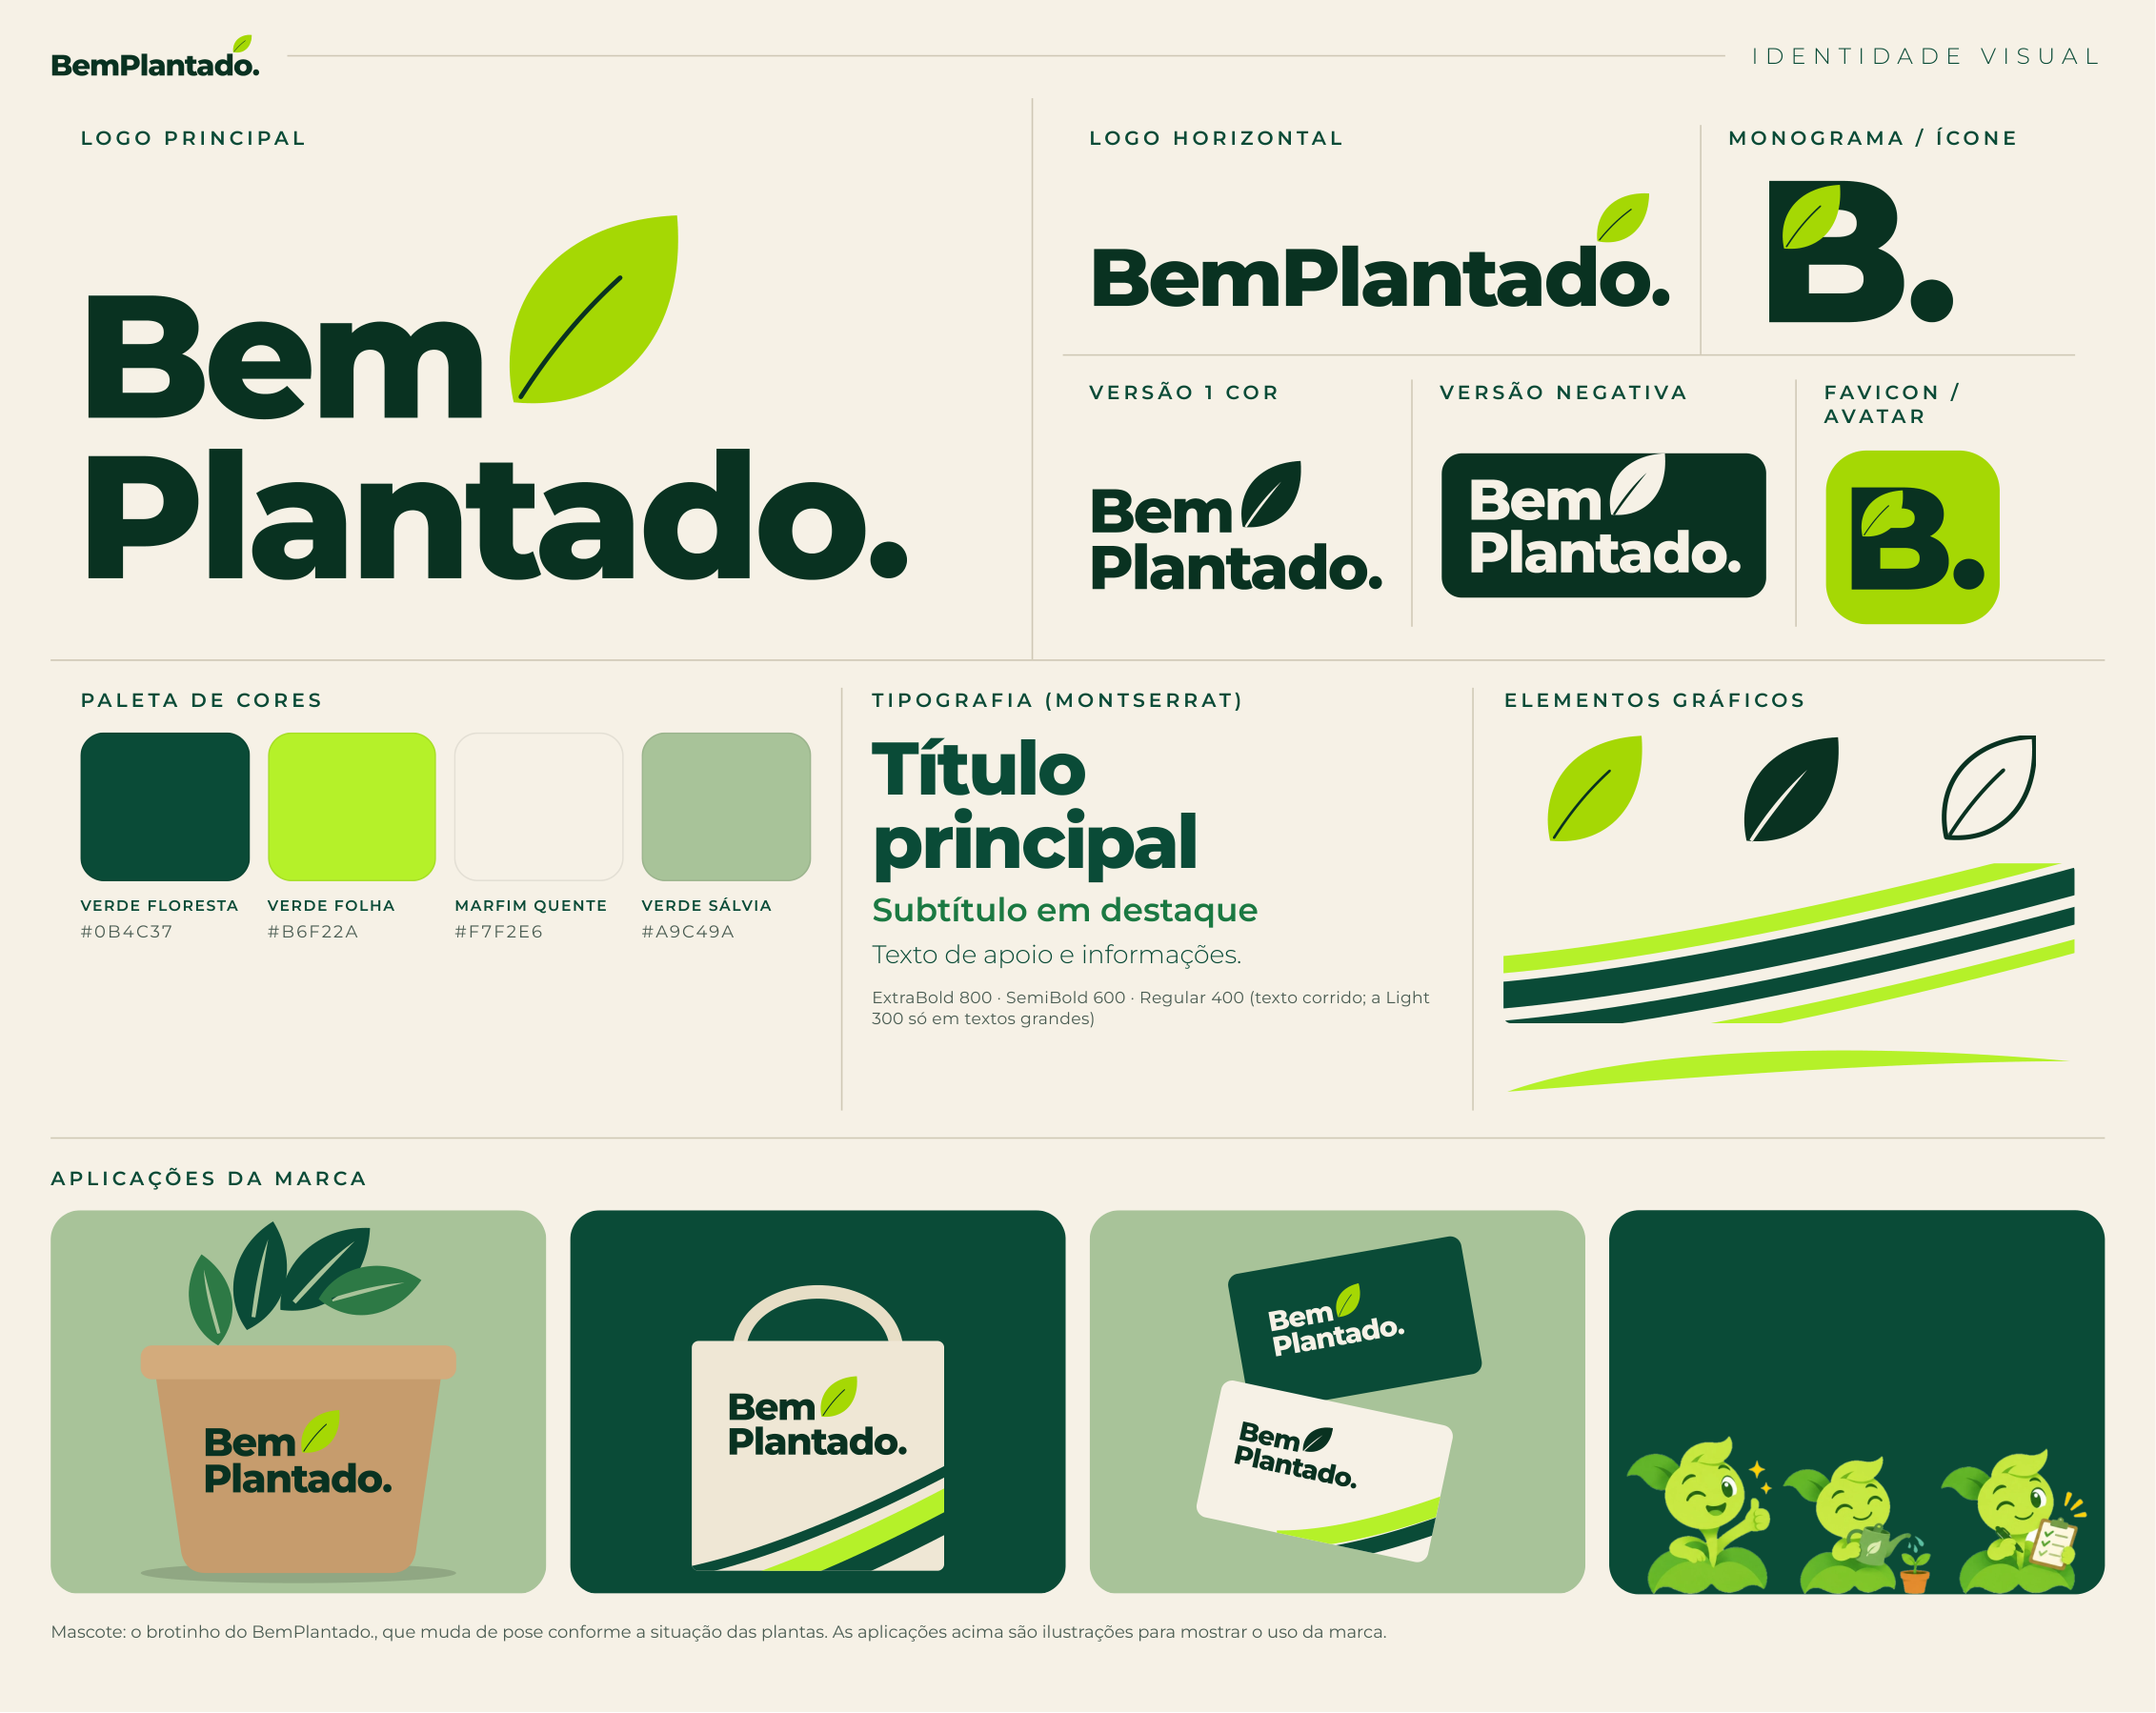 BemPlantado.
IDENTIDADE VISUAL
LOGO PRINCIPAL
Bem
Plantado.
LOGO HORIZONTAL
BemPlantado.
MONOGRAMA / ÍCONE
B.
VERSÃO 1 COR
Bem
Plantado.
VERSÃO NEGATIVA
Bem
Plantado.
FAVICON /
AVATAR
B.
PALETA DE CORES
VERDE FLORESTA
#0B4C37
VERDE FOLHA
#B6F22A
MARFIM QUENTE
#F7F2E6
VERDE SÁLVIA
#A9C49A
TIPOGRAFIA (MONTSERRAT)
Título
principal
Subtítulo em destaque
Texto de apoio e informações.
ExtraBold 800 · SemiBold 600 · Regular 400 (texto corrido; a Light
300 só em textos grandes)
ELEMENTOS GRÁFICOS
APLICAÇÕES DA MARCA
Bem
Plantado.
Bem
Plantado.
Bem
Plantado.
Bem
Plantado.
Mascote: o brotinho do BemPlantado., que muda de pose conforme a situação das plantas. As aplicações acima são ilustrações para mostrar o uso da marca.